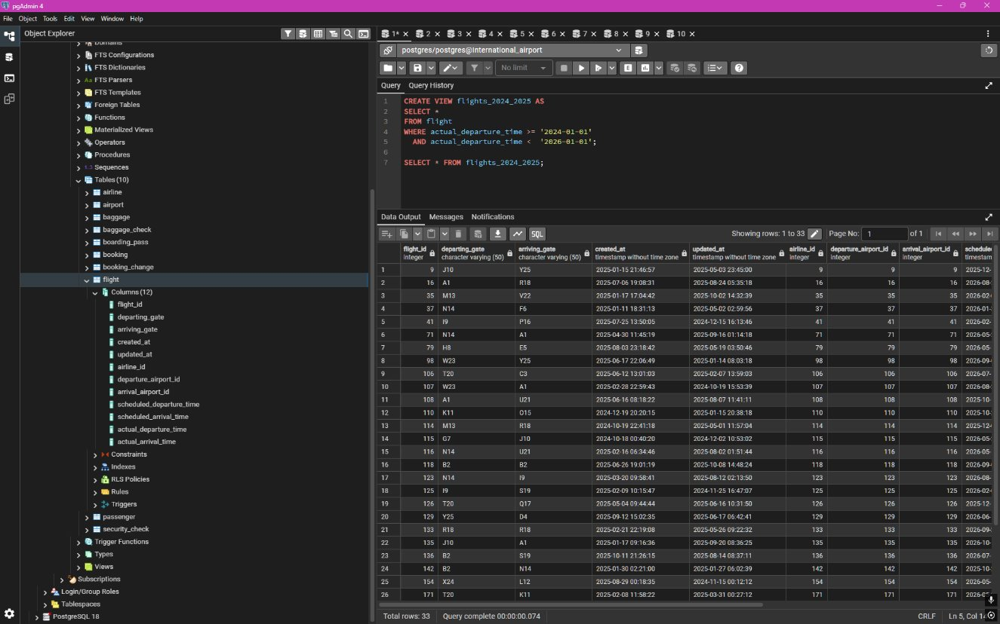 pgAdmin 4
File Object Tools Edit View Window Help
Object Explorer
Domains
FTS Configurations
FTS Dictionaries
FTS Parsers
FTS Templates
Foreign Tables
Functions
Materialized Views
Operators
Procedures
Sequences
Tables (10)
airline
airport
baggage
baggage_check
boarding_pass
booking
booking_change
flight
Columns (12)
flight_id
departing_gate
arriving_gate
created_at
updated_at
airline_id
departure_airport_id
arrival_airport_id
scheduled_departure_time
scheduled_arrival_time
actual_departure_time
actual_arrival_time
Constraints
Indexes
RLS Policies
Rules
Triggers
passenger
security_check
Trigger Functions
Types
Views
Subscriptions
Login/Group Roles
Tablespaces
PostgreSQL 18
1* 2 3 4 5 6 7 8 9 10
postgres/postgres@International_airport
No limit
Query Query History
1 CREATE VIEW flights_2024_2025 AS
2 SELECT *
3 FROM flight
4 WHERE actual_departure_time >= '2024-01-01'
5 AND actual_departure_time < '2026-01-01';
6
7 SELECT * FROM flights_2024_2025;
Data Output Messages Notifications
SQL Showing rows: 1 to 33 Page No: 1 of 1
flight_id departing_gate arriving_gate created_at updated_at airline_id departure_airport_id arrival_airport_id
integer character varying (50) character varying (50) timestamp without time zone timestamp without time zone integer integer integer
1 9 J10 Y25 2025-01-15 21:46:57 2025-05-03 23:45:00 9 9 9 2025-12-
2 16 A1 R18 2025-07-06 19:08:31 2025-08-24 05:35:18 16 16 16 2026-08-
3 35 M13 V22 2025-01-17 17:04:42 2025-10-02 14:32:39 35 35 35 2026-02-
4 37 N14 F6 2025-01-11 18:31:13 2025-05-02 02:59:56 37 37 37 2026-01-
5 41 I9 P16 2025-07-25 13:50:05 2024-12-15 16:13:46 41 41 41 2026-02-
6 71 N14 A1 2025-04-30 11:45:19 2025-09-16 01:14:18 71 71 71 2026-05-
7 79 H8 E5 2025-08-03 23:18:42 2025-05-19 03:50:46 79 79 79 2026-05-
8 98 W23 Y25 2025-06-17 22:06:49 2025-01-14 08:03:18 98 98 98 2026-09-
9 106 T20 C3 2025-06-12 13:01:03 2025-02-07 13:59:03 106 106 106 2026-07-
10 107 W23 A1 2025-02-28 22:59:43 2024-10-19 15:53:39 107 107 107 2026-08-
11 108 A1 U21 2025-06-16 08:18:22 2025-08-07 11:41:11 108 108 108 2025-10-
12 110 K11 O15 2024-12-19 20:20:15 2025-01-15 20:38:18 110 110 110 2025-10-
13 114 M13 R18 2024-10-19 22:41:18 2025-05-01 11:57:04 114 114 114 2025-12-
14 115 G7 J10 2024-10-18 00:40:20 2024-12-02 10:53:02 115 115 115 2026-05-
15 116 N14 U21 2025-02-16 06:34:46 2025-08-02 01:51:44 116 116 116 2026-05-
16 118 B2 B2 2025-06-26 19:01:19 2025-10-08 14:48:24 118 118 118 2026-09-
17 123 N14 I9 2025-03-20 09:58:41 2025-08-12 02:13:50 123 123 123 2026-08-
18 125 I9 S19 2025-02-09 10:15:47 2024-11-25 16:47:07 125 125 125 2026-02-
19 126 T20 Q17 2025-05-04 09:44:44 2025-06-16 10:31:50 126 126 126 2025-12-
20 129 Y25 D4 2025-09-12 15:02:35 2025-06-17 06:42:41 129 129 129 2026-06-
21 133 R18 R18 2025-02-21 22:19:08 2025-05-26 09:22:32 133 133 133 2026-09-
22 135 J10 A1 2025-01-17 09:16:36 2025-09-20 08:36:25 135 135 135 2026-10-
23 136 B2 S19 2025-10-11 21:26:15 2025-08-14 08:37:11 136 136 136 2026-07-
24 142 B2 N14 2025-01-30 02:21:00 2025-01-27 06:02:39 142 142 142 2025-10-
25 154 X24 L12 2025-08-29 00:18:35 2024-11-15 00:12:12 154 154 154 2026-05-
26 171 T20 K11 2025-02-08 11:58:22 2025-03-31 00:27:12 171 171 171
Total rows: 33 Query complete 00:00:00.074 CRLF Ln 5, Col